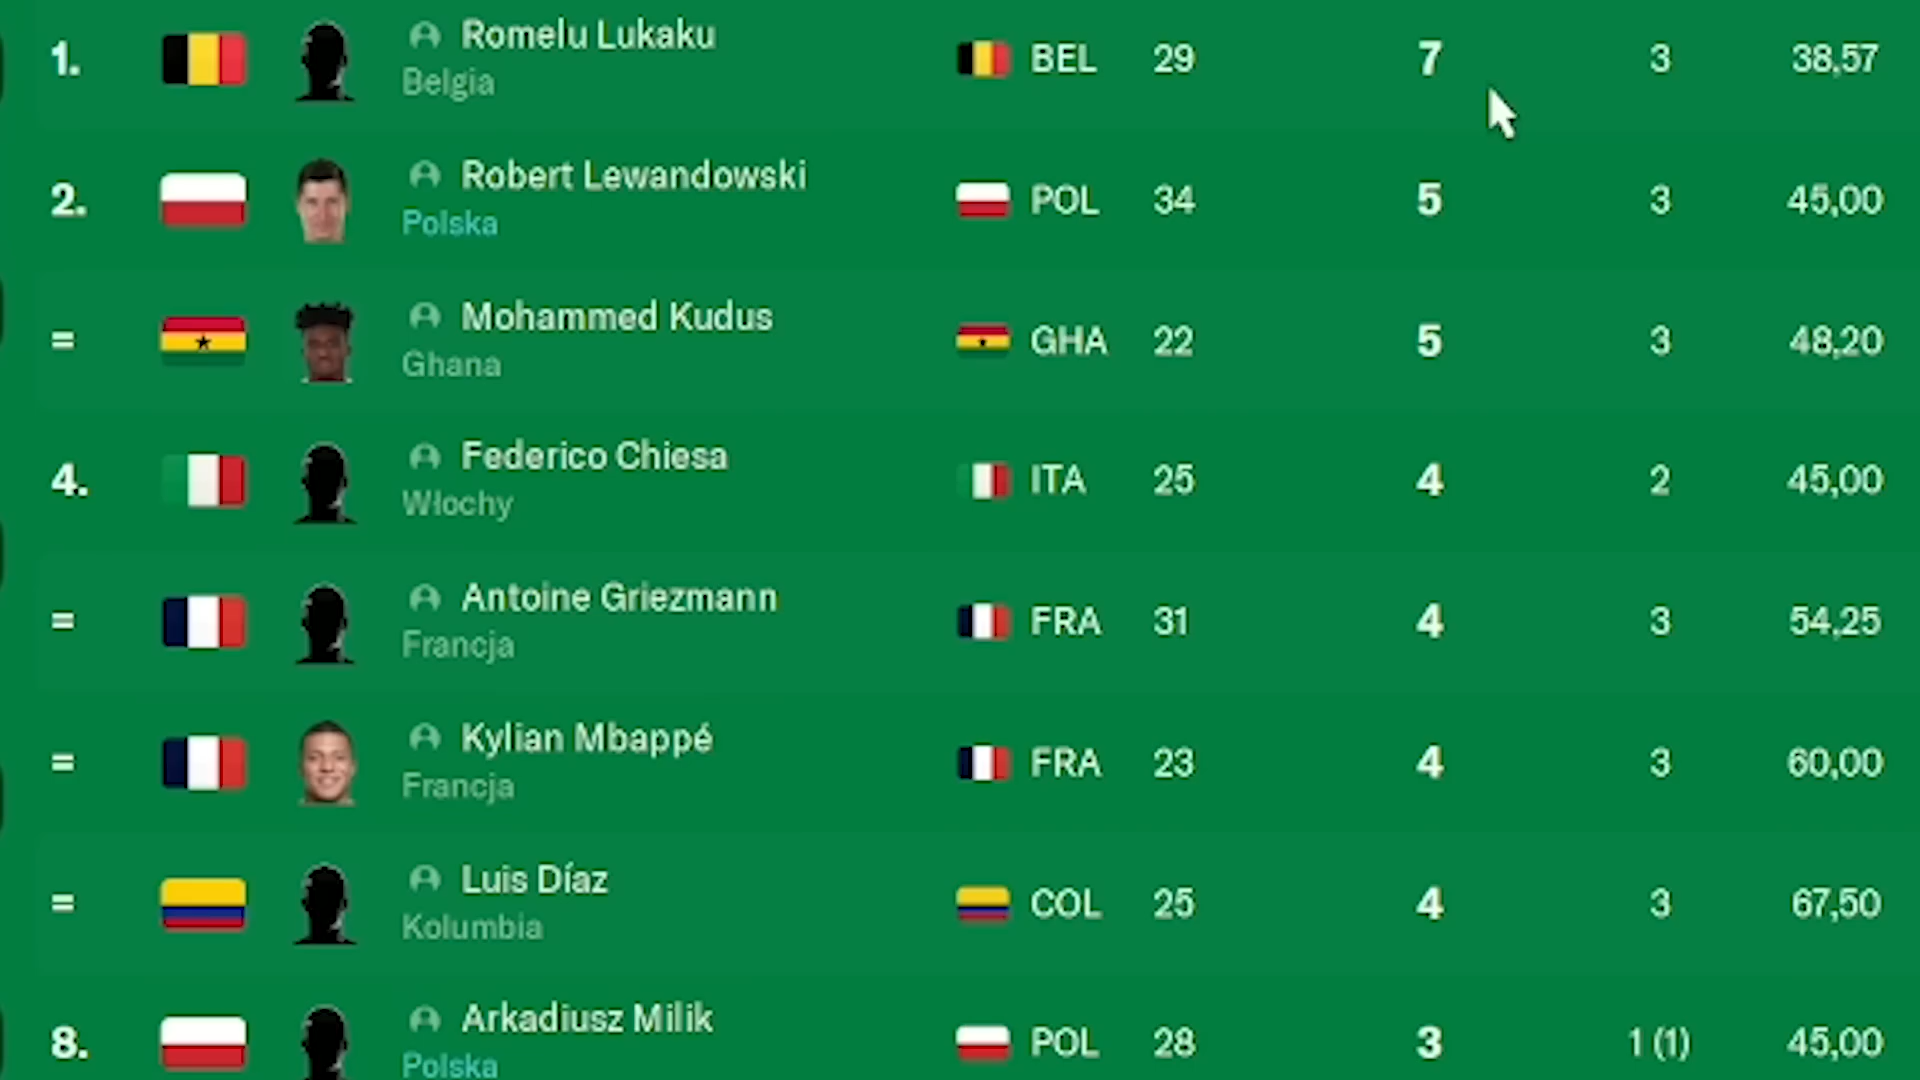 1. Romelu Lukaku BEL 29 7 3 38,57
Belgia
2. Robert Lewandowski POL 34 5 3 45,00
Polska
= Mohammed Kudus GHA 22 5 3 48,20
Ghana
4. Federico Chiesa ITA 25 4 2 45,00
Włochy
= Antoine Griezmann FRA 31 4 3 54,25
Francja
= Kylian Mbappé FRA 23 4 3 60,00
Francja
= Luis Díaz COL 25 4 3 67,50
Kolumbia
8. Arkadiusz Milik POL 28 3 1 (1) 45,00
Polska